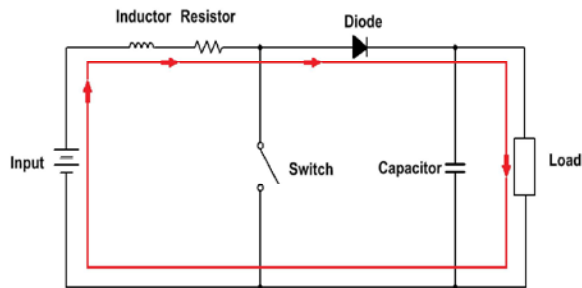 Inductor Resistor
Diode
Input
Switch
Capacitor
Load